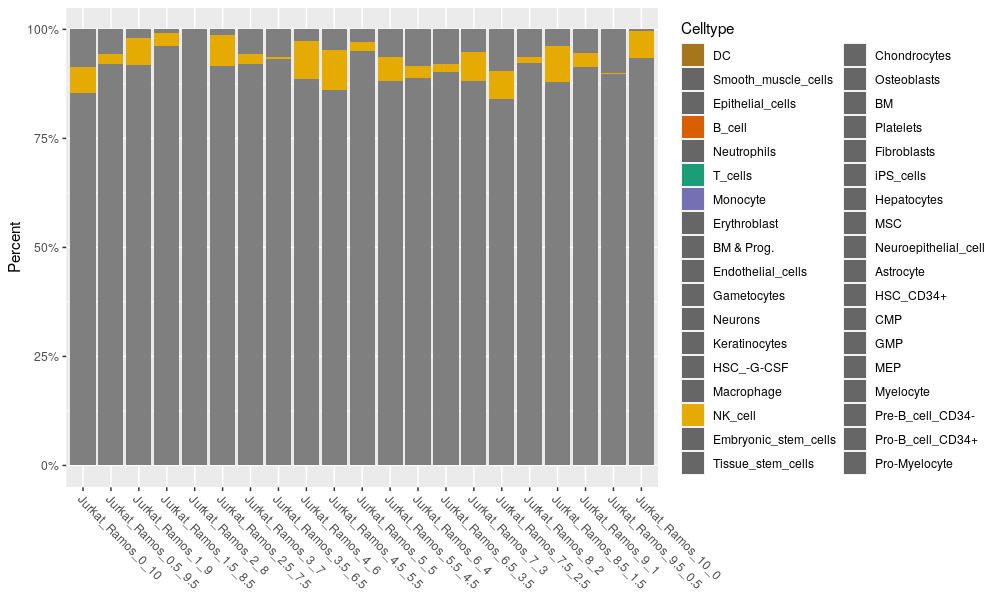 100%
75%
50%
25%
0%
Percent
Jurkat_Ramos_0_10
Jurkat_Ramos_0.5_9.5
Jurkat_Ramos_1_9
Jurkat_Ramos_1.5_8.5
Jurkat_Ramos_2_8
Jurkat_Ramos_2.5_7.5
Jurkat_Ramos_3_7
Jurkat_Ramos_3.5_6.5
Jurkat_Ramos_4_6
Jurkat_Ramos_4.5_5.5
Jurkat_Ramos_5_5
Jurkat_Ramos_5.5_4.5
Jurkat_Ramos_6_4
Jurkat_Ramos_6.5_3.5
Jurkat_Ramos_7_3
Jurkat_Ramos_7.5_2.5
Jurkat_Ramos_8_2
Jurkat_Ramos_8.5_1.5
Jurkat_Ramos_9_1
Jurkat_Ramos_9.5_0.5
Jurkat_Ramos_10_0
Celltype
DC
Smooth_muscle_cells
Epithelial_cells
B_cell
Neutrophils
T_cells
Monocyte
Erythroblast
BM & Prog.
Endothelial_cells
Gametocytes
Neurons
Keratinocytes
HSC_-G-CSF
Macrophage
NK_cell
Embryonic_stem_cells
Tissue_stem_cells
Chondrocytes
Osteoblasts
BM
Platelets
Fibroblasts
iPS_cells
Hepatocytes
MSC
Neuroepithelial_cell
Astrocyte
HSC_CD34+
CMP
GMP
MEP
Myelocyte
Pre-B_cell_CD34-
Pro-B_cell_CD34+
Pro-Myelocyte